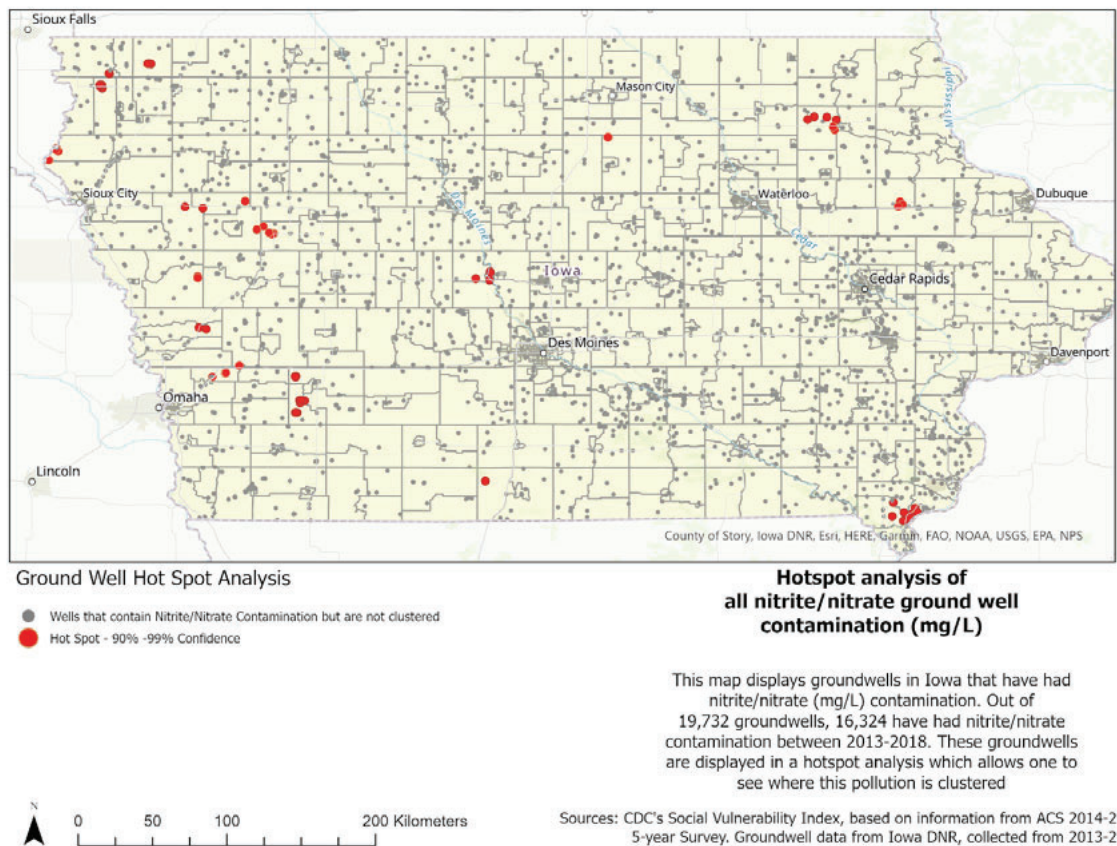 Sioux Falls
Mason City
Mississippi
Sioux City
Des Moines
Waterloo
Dubuque
Cedar
Iowa
Cedar Rapids
Des Moines
Davenport
Omaha
Lincoln
County of Story, Iowa DNR, Esri, HERE, Garmin, FAO, NOAA, USGS, EPA, NPS
Ground Well Hot Spot Analysis
Wells that contain Nitrite/Nitrate Contamination but are not clustered
Hot Spot - 90% -99% Confidence
Hotspot analysis of
all nitrite/nitrate ground well
contamination (mg/L)
This map displays groundwells in Iowa that have had
nitrite/nitrate (mg/L) contamination. Out of
19,732 groundwells, 16,324 have had nitrite/nitrate
contamination between 2013-2018. These groundwells
are displayed in a hotspot analysis which allows one to
see where this pollution is clustered
N
0 50 100 200 Kilometers
Sources: CDC's Social Vulnerability Index, based on information from ACS 2014-2
5-year Survey. Groundwell data from Iowa DNR, collected from 2013-2